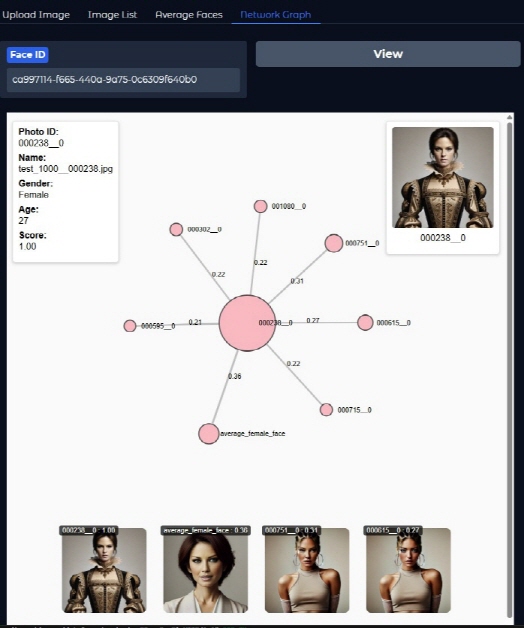 Upload Image Image List Average Faces Network Graph
Face ID
View
ca997114-f665-440a-9a75-0c6309f640b0
Photo ID:
000238__0
Name:
test_1000__000238.jpg
Gender:
Female
Age:
27
Score:
1.00
000238__0
001080__0
000302__0
000751__0
0.22
0.22
0.31
000595__0
0.21
000238__0
0.27
000615__0
0.22
0.36
000715__0
average_female_face
000238__0 : 1.00
average_female_face : 0.36
000751__0 : 0.31
000615__0 : 0.27